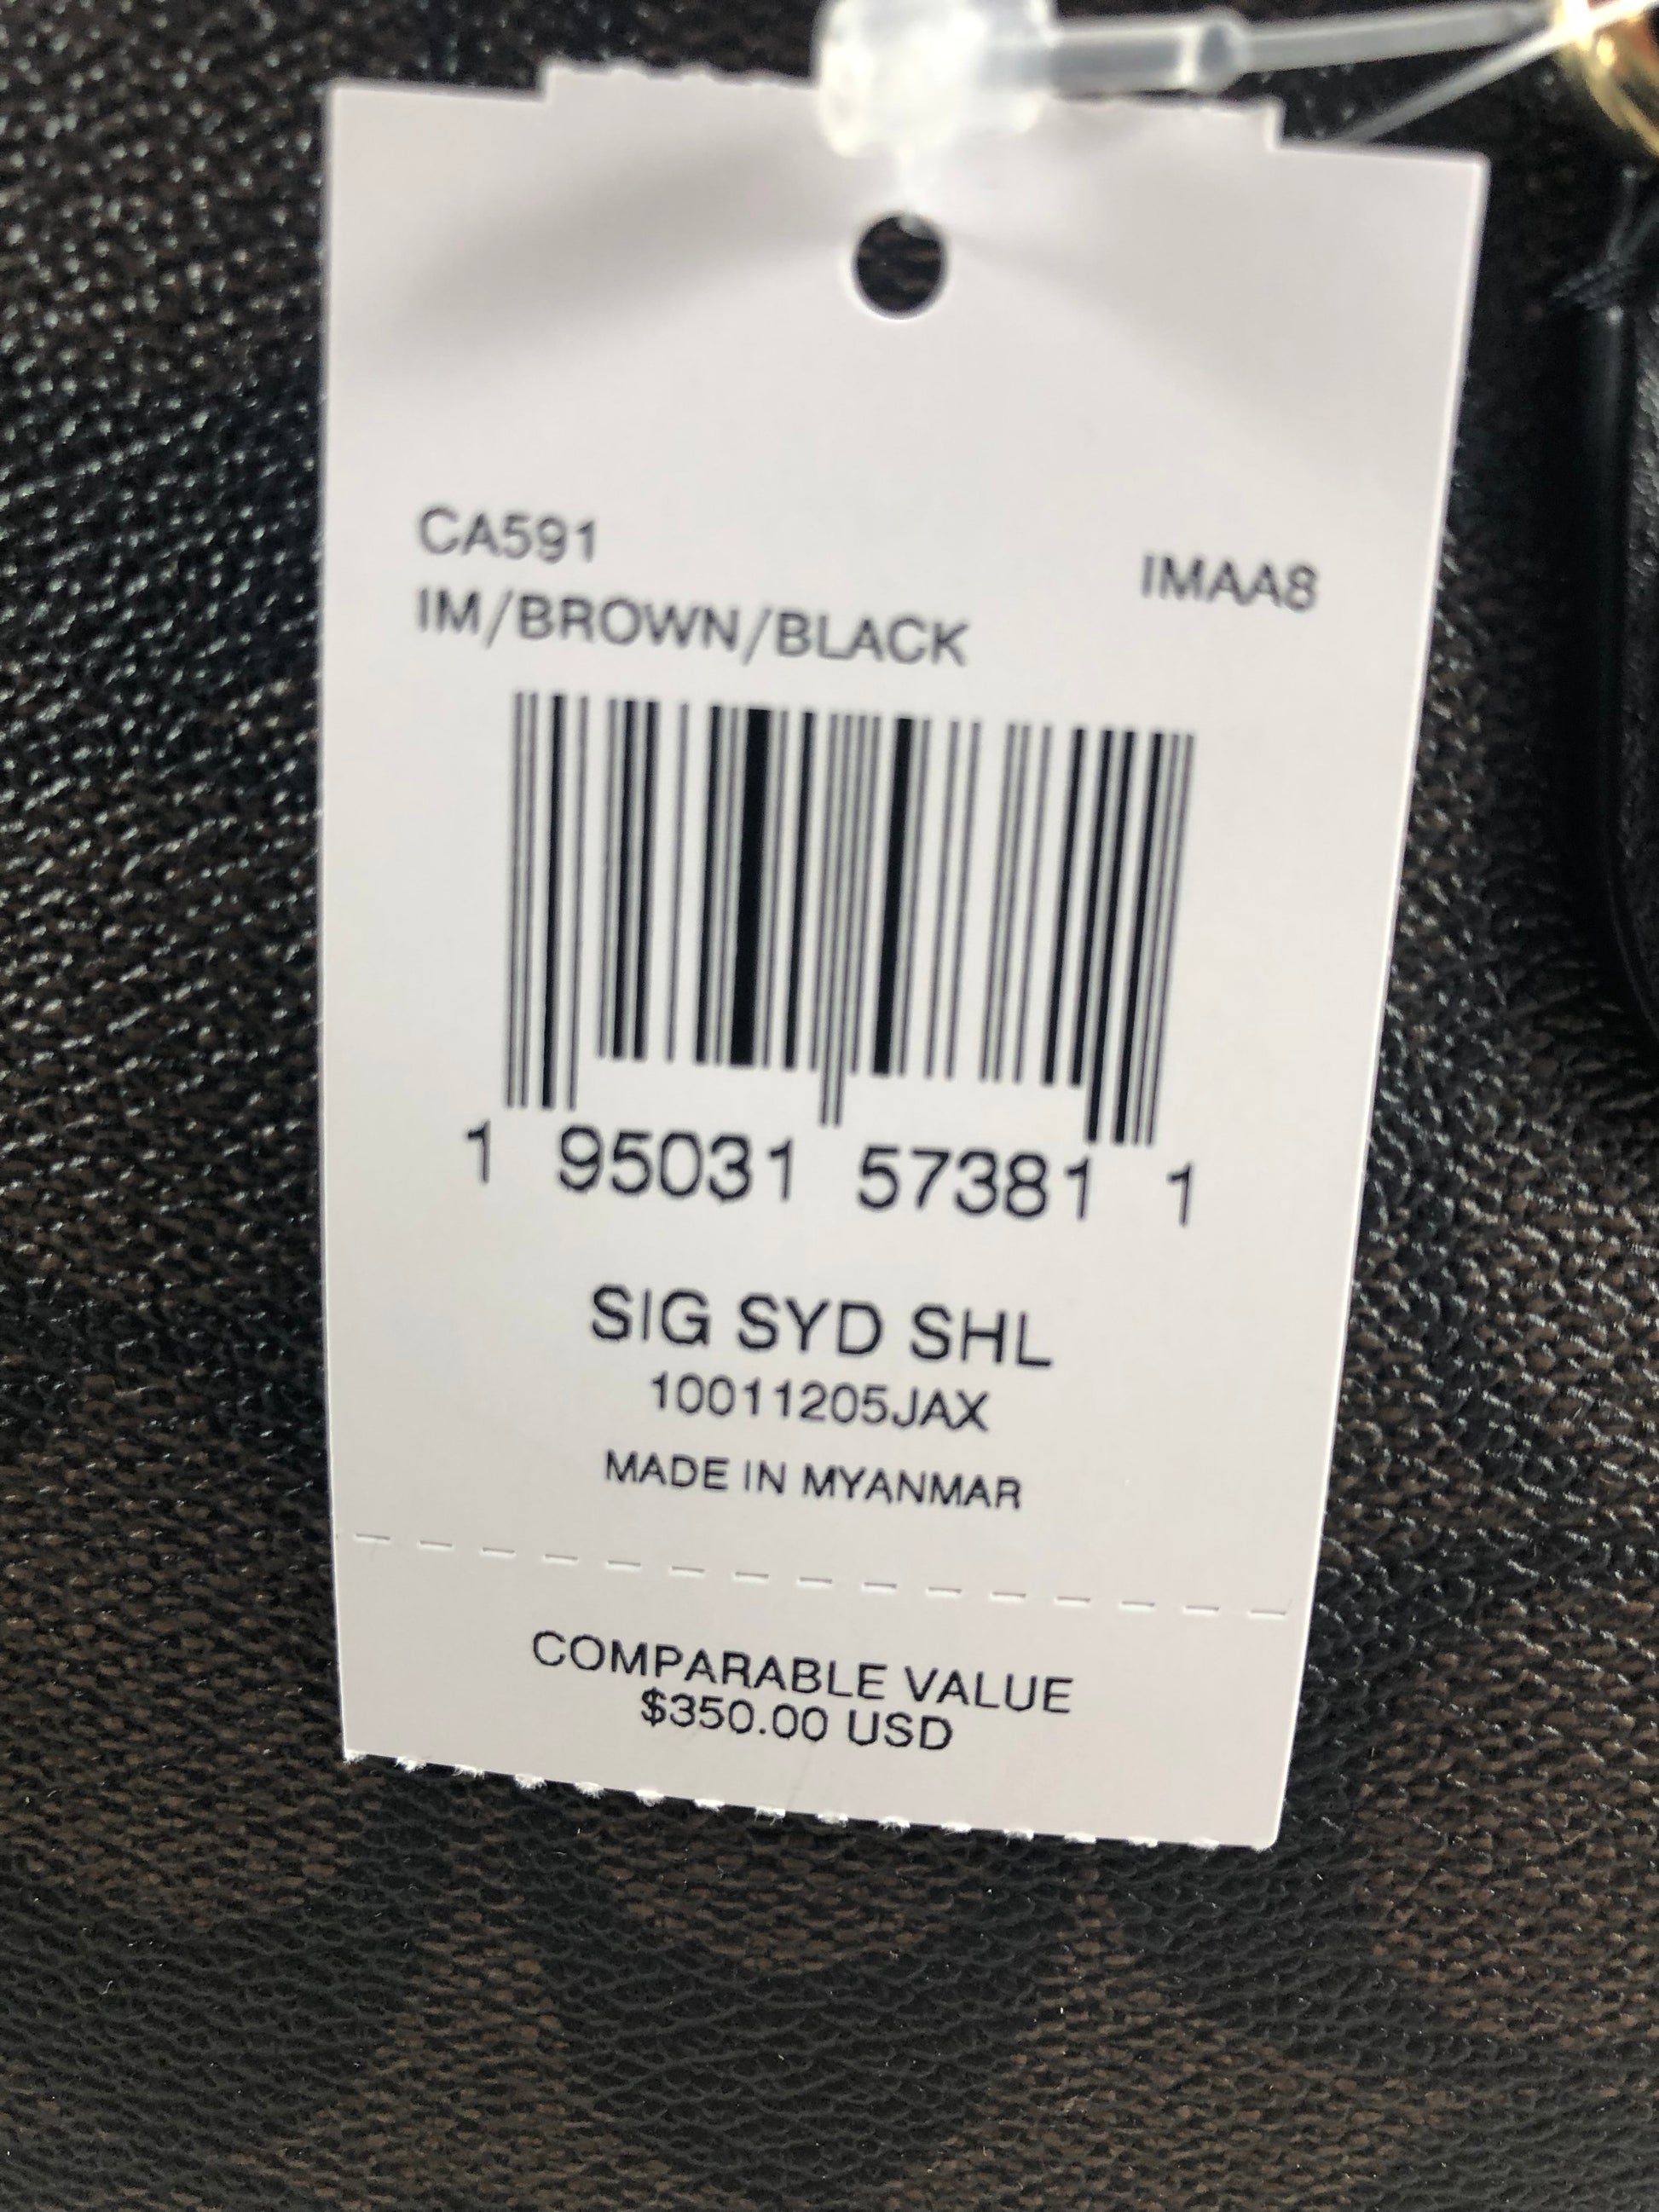 CA591
IMAA8
IM/BROWN/BLACK
1 95031 57381 1
SIG SYD SHL
10011205JAX
MADE IN MYANMAR
COMPARABLE VALUE
$350.00 USD